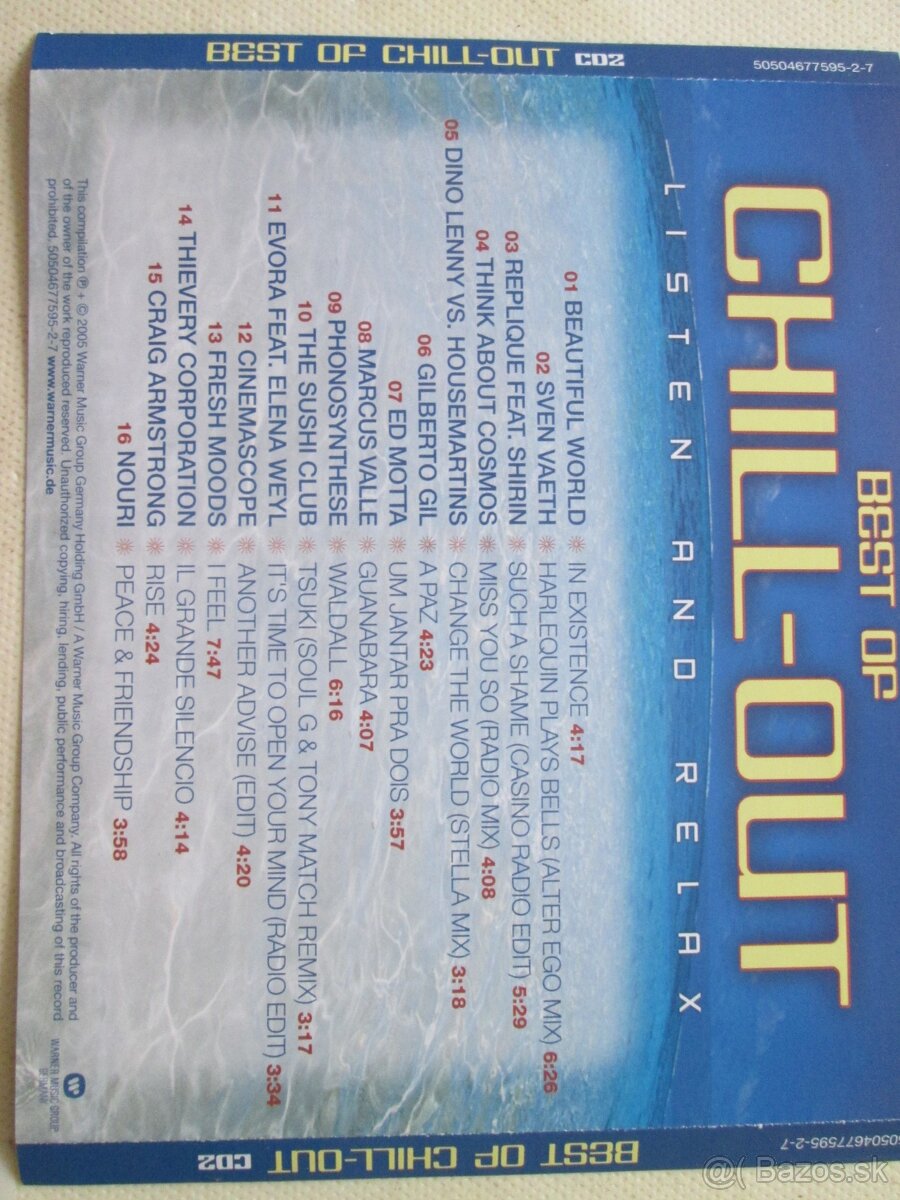 BEST OF
CHILL-OUT
LISTEN AND RELAX
01 BEAUTIFUL WORLD ✺ IN EXISTENCE 4:17
02 SVEN VAETH ✺ HARLEQUIN PLAYS BELLS (ALTER EGO MIX) 6:26
03 REPLIQUE FEAT. SHIRIN ✺ SUCH A SHAME (CASINO RADIO EDIT) 5:29
04 THINK ABOUT COSMOS ✺ MISS YOU SO (RADIO MIX) 4:08
05 DINO LENNY VS. HOUSEMARTINS ✺ CHANGE THE WORLD (STELLA MIX) 3:18
06 GILBERTO GIL ✺ A PAZ 4:23
07 ED MOTTA ✺ UM JANTAR PRA DOIS 3:57
08 MARCUS VALLE ✺ GUANABARA 4:07
09 PHONOSYNTHESE ✺ WALDALL 6:16
10 THE SUSHI CLUB ✺ TSUKI (SOUL G & TONY MATCH REMIX) 3:17
11 EVORA FEAT. ELENA WEYL ✺ IT'S TIME TO OPEN YOUR MIND (RADIO EDIT) 3:34
12 CINEMASCOPE ✺ ANOTHER ADVISE (EDIT) 4:20
13 FRESH MOODS ✺ I FEEL 7:47
14 THIEVERY CORPORATION ✺ IL GRANDE SILENCIO 4:14
15 CRAIG ARMSTRONG ✺ RISE 4:24
16 NOURI ✺ PEACE & FRIENDSHIP 3:58
This compilation ℗ + © 2005 Warner Music Group Germany Holding GmbH / A Warner Music Group Company. All rights of the producer and
of the owner of the work reproduced reserved. Unauthorized copying, hiring, lending, public performance and broadcasting of this record
prohibited. 50504677595-2-7 www.warnermusic.de
WARNER MUSIC GROUP
GERMANY
BEST OF CHILL-OUT CD2
50504677595-2-7
BEST OF CHILL-OUT CD2
50504677595-2-7
@( Bazos.sk